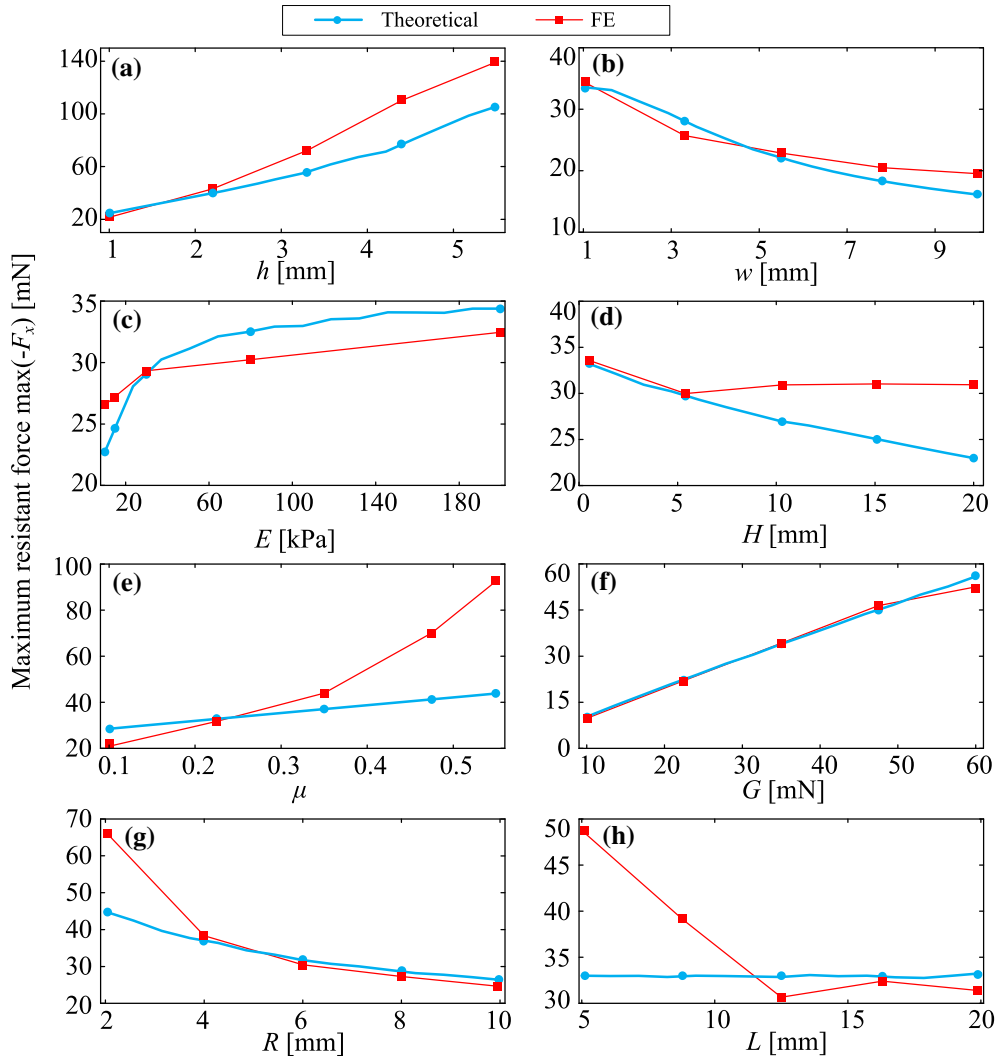 Theoretical FE
Maximum resistant force max(-Fₓ) [mN]
(a)
140
100
60
20
1 2 3 4 5
h [mm]
(b)
40
30
20
10
1 3 5 7 9
w [mm]
(c)
35
30
25
20
20 60 100 140 180
E [kPa]
(d)
40
35
30
25
20
0 5 10 15 20
H [mm]
(e)
100
80
60
40
20
0.1 0.2 0.3 0.4 0.5
μ
(f)
60
45
30
15
0
10 20 30 40 50 60
G [mN]
(g)
70
60
50
40
30
20
2 4 6 8 10
R [mm]
(h)
50
45
40
35
30
5 10 15 20
L [mm]